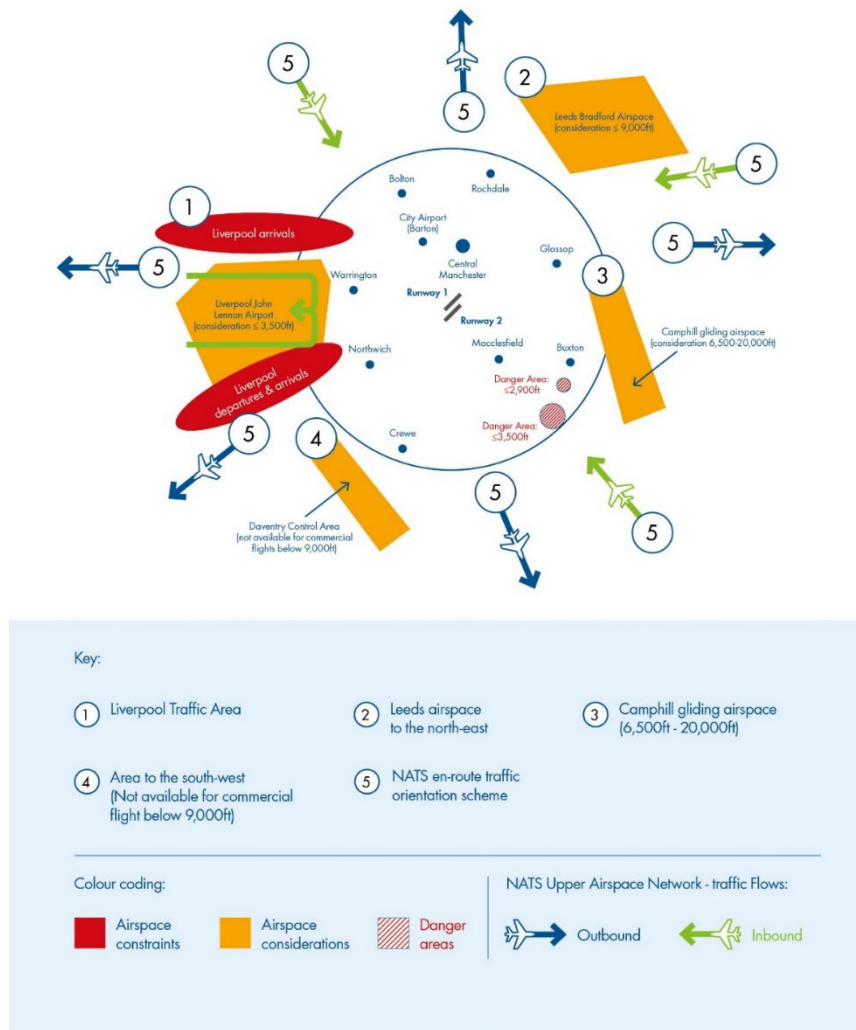 5
5
2
Leeds Bradford Airspace
(consideration ≤ 9,000ft)
5
Bolton
Rochdale
1
Liverpool arrivals
City Airport
(Barton)
Central
Manchester
Glossop
5
5
3
Warrington
Liverpool John
Lennon Airport
(consideration ≤ 3,500ft)
Runway 1
Runway 2
Camphill gliding airspace
(consideration 6,500-20,000ft)
Northwich
Macclesfield
Buxton
Liverpool
departures & arrivals
Danger Area:
≤2,900ft
Danger Area:
≤3,500ft
5
4
Crewe
5
5
Daventry Control Area
(not available for commercial
flights below 9,000ft)
Key:
1
Liverpool Traffic Area
2
Leeds airspace
to the north-east
3
Camphill gliding airspace
(6,500ft - 20,000ft)
4
Area to the south-west
(Not available for commercial
flight below 9,000ft)
5
NATS en-route traffic
orientation scheme
Colour coding:
Airspace
constraints
Airspace
considerations
Danger
areas
NATS Upper Airspace Network - traffic Flows:
Outbound
Inbound